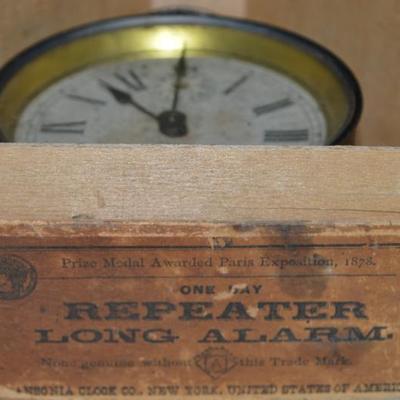 Prize Medal Awarded Paris Exposition, 1878.
ONE DAY
REPEATER
LONG ALARM.
None genuine without A this Trade Mark.
ANSONIA CLOCK CO., NEW YORK, UNITED STATES OF AMERI